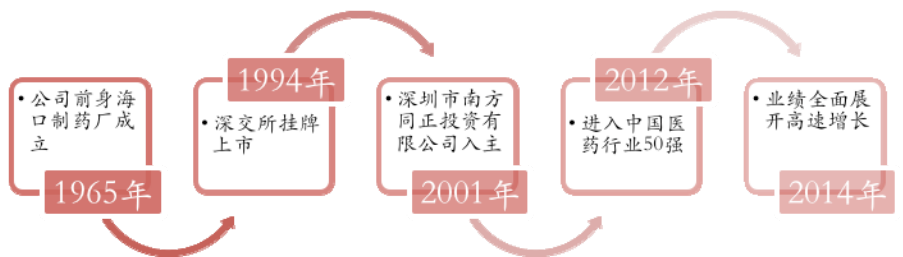 • 公司前身海
口制药厂成
立
1965年
1994年
• 深交所挂牌
上市
• 深圳市南方
同正投资有
限公司入主
2001年
2012年
• 进入中国医
药行业50强
• 业绩全面展
开高速增长
2014年